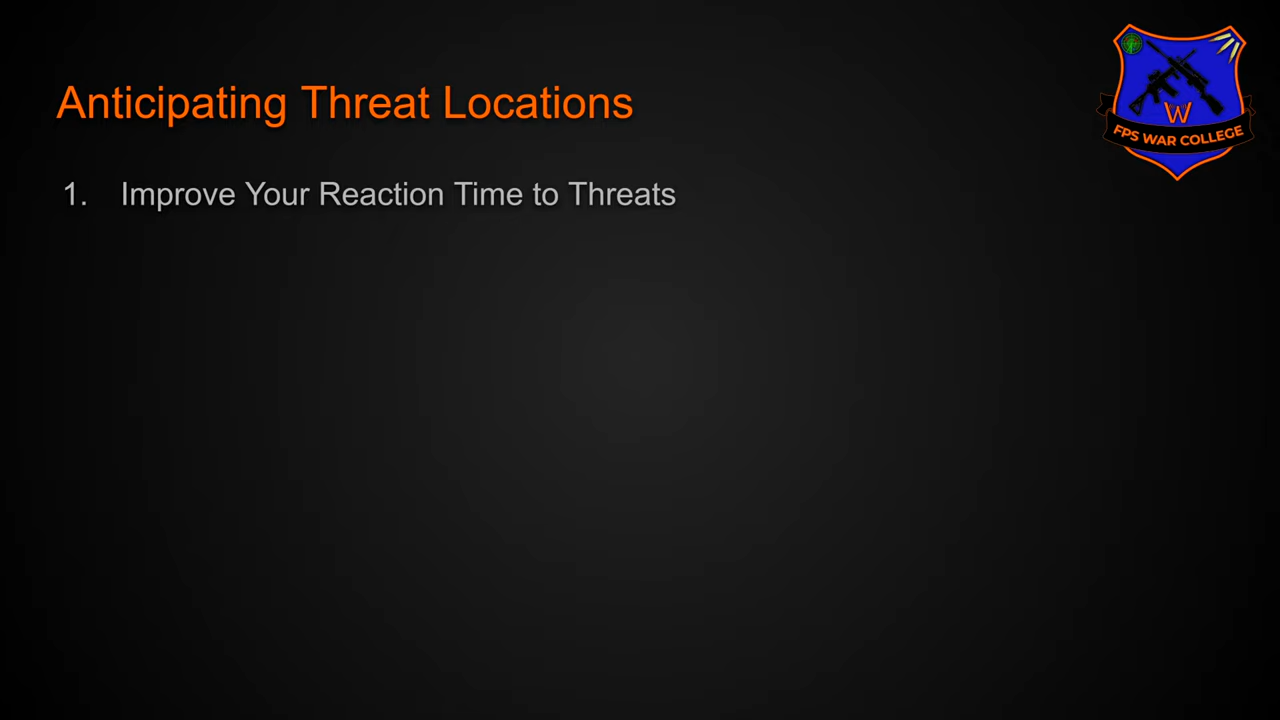 Anticipating Threat Locations
W
FPS WAR COLLEGE
1. Improve Your Reaction Time to Threats